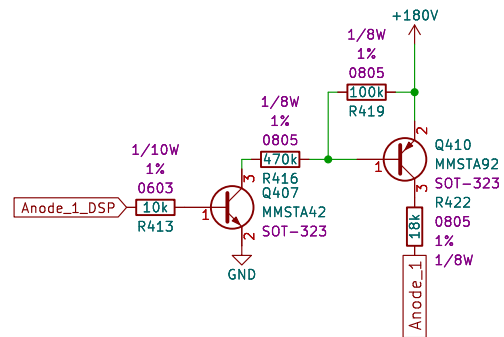 +180V
1/8W
1%
0805
100k
R419
1/8W
1%
0805
470k
R416
2
Q410
MMSTA92
SOT-323
1
3
1/10W
1%
0603
Anode_1_DSP
10k
R413
3
Q407
MMSTA42
SOT-323
1
2
GND
R422
0805
1%
1/8W
18k
Anode_1